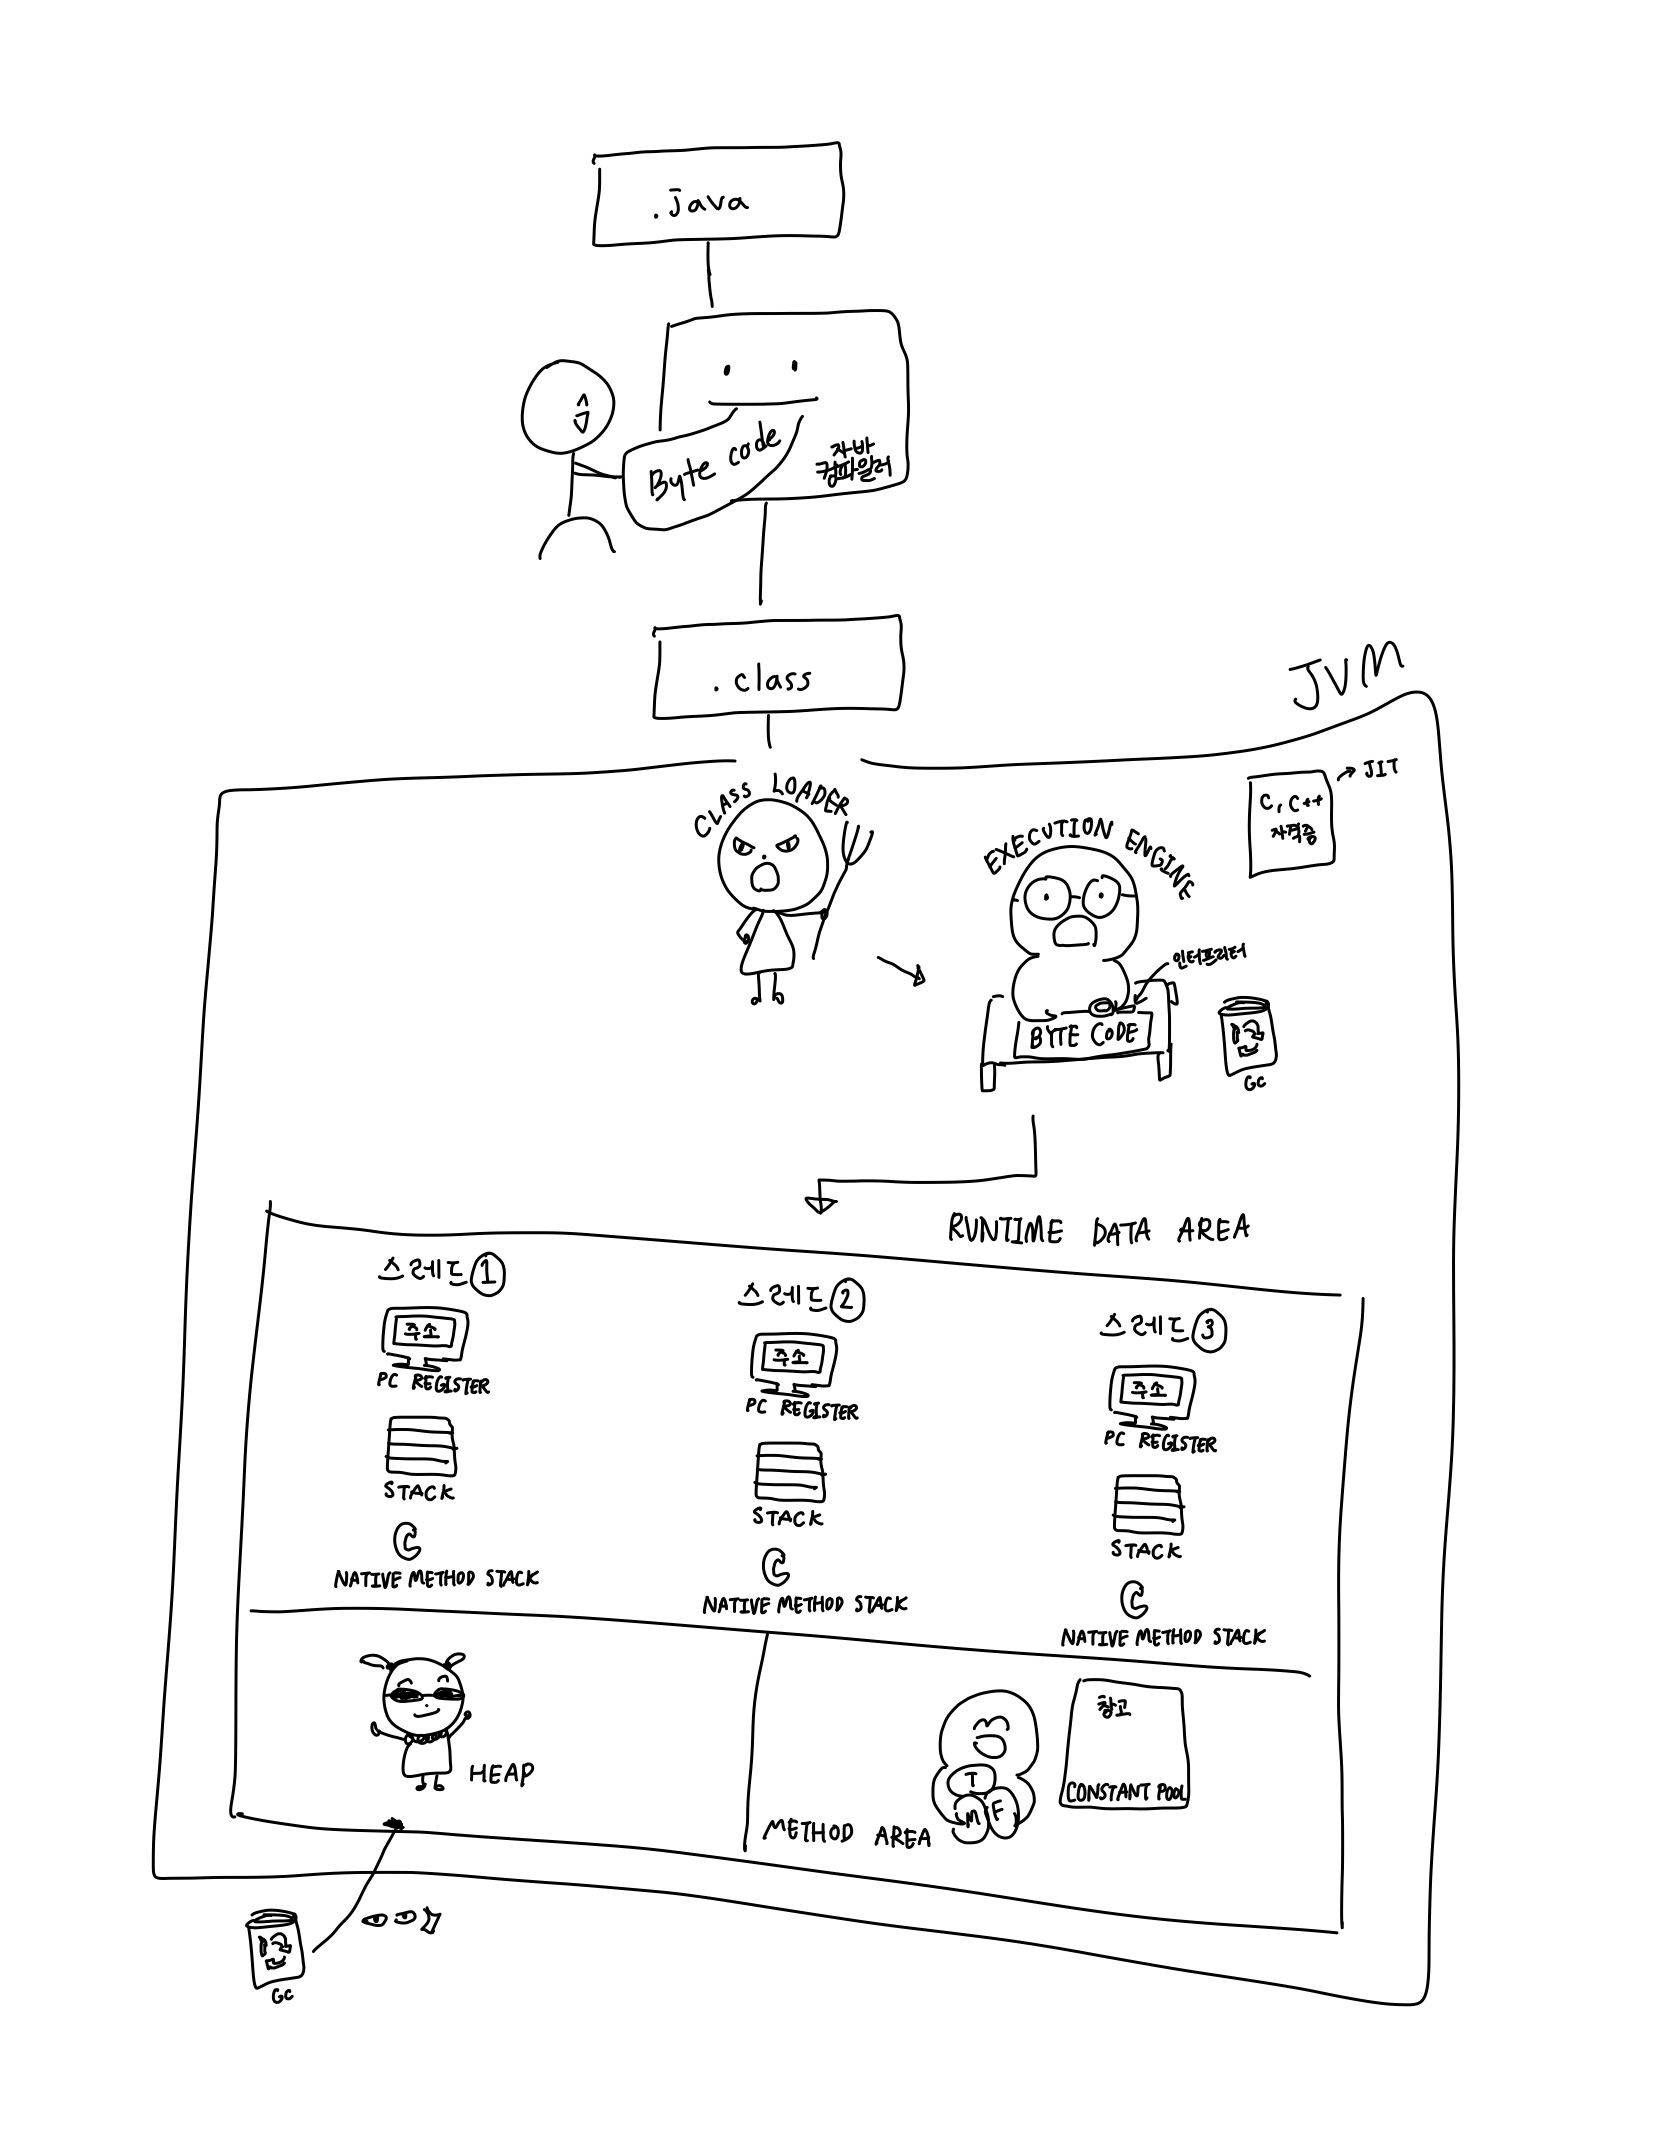 .java
Byte code
자바
컴파일러
.class
JVM
CLASS LOADER
→ JIT
C, C++
자격증
EXECUTION ENGINE
인터프리터
BYTE CODE
GC
RUNTIME DATA AREA
스레드 ①
주소
PC REGISTER
STACK
C
NATIVE METHOD STACK
스레드 ②
주소
PC REGISTER
STACK
C
NATIVE METHOD STACK
스레드 ③
주소
PC REGISTER
STACK
C
NATIVE METHOD STACK
HEAP
METHOD AREA
T
M
F
창고
CONSTANT POOL
GC